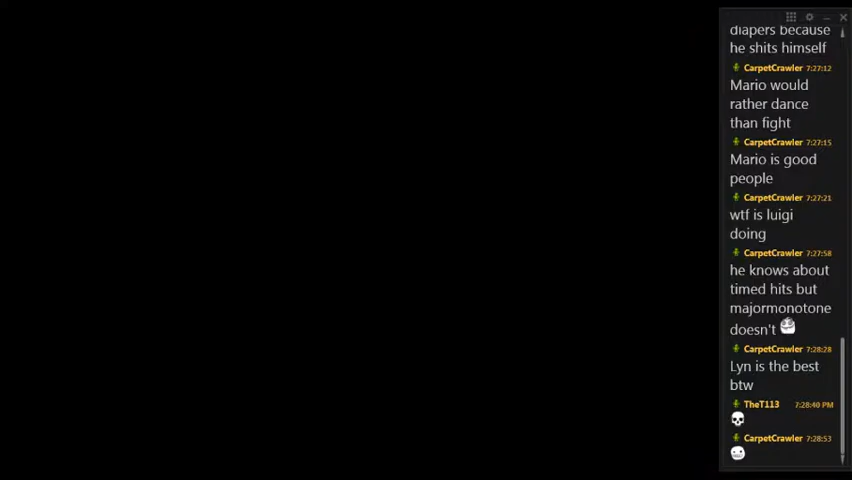 diapers because
he shits himself
CarpetCrawler 7:27:12
Mario would
rather dance
than fight
CarpetCrawler 7:27:15
Mario is good
people
CarpetCrawler 7:27:21
wtf is luigi
doing
CarpetCrawler 7:27:58
he knows about
timed hits but
majormonotone
doesn't
CarpetCrawler 7:28:28
Lyn is the best
btw
TheT113 7:28:40 PM
CarpetCrawler 7:28:53